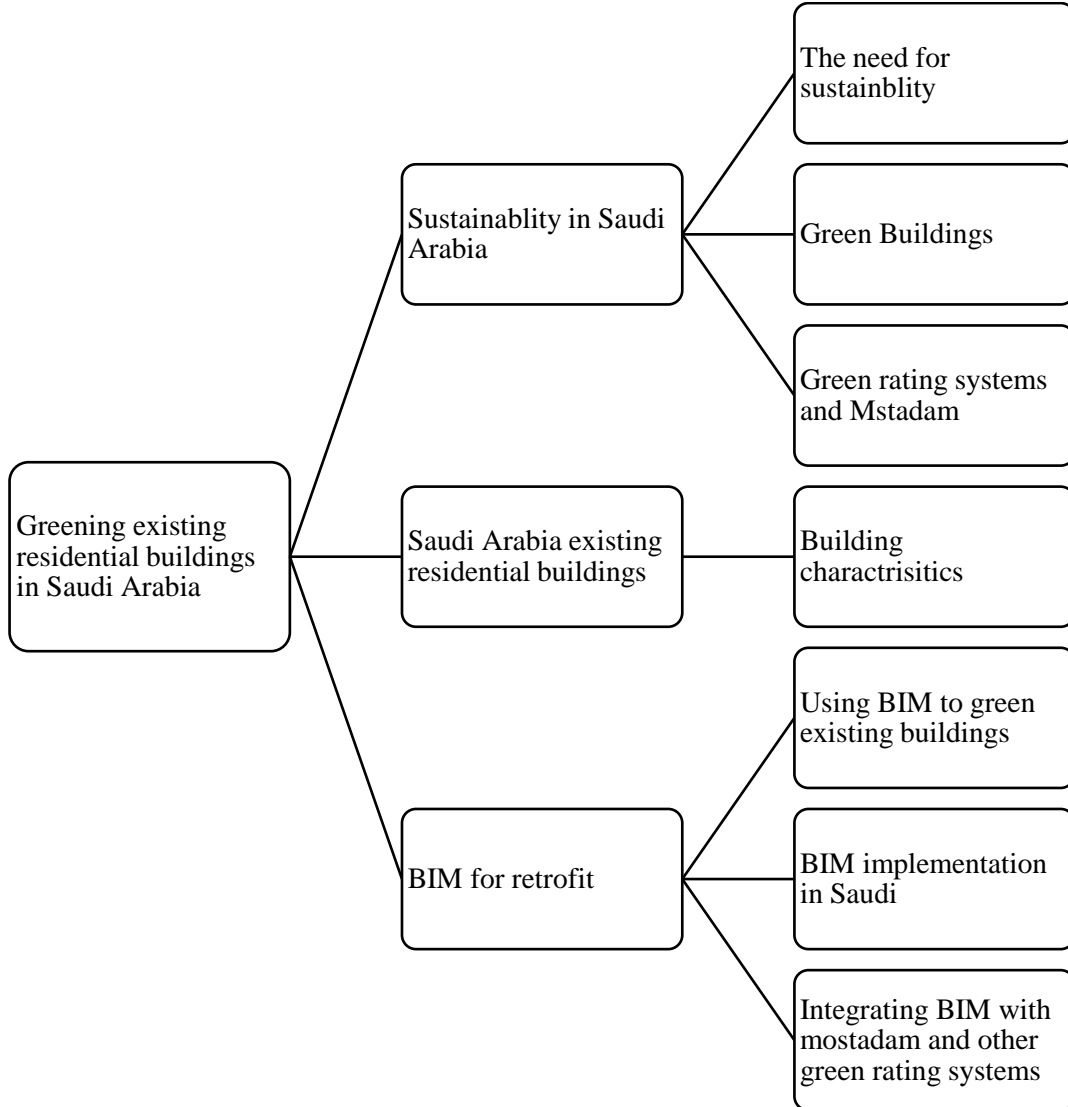 Greening existing
residential buildings
in Saudi Arabia
Sustainablity in Saudi
Arabia
The need for
sustainblity
Green Buildings
Green rating systems
and Mstadam
Saudi Arabia existing
residential buildings
Building
charactrisitics
BIM for retrofit
Using BIM to green
existing buildings
BIM implementation
in Saudi
Integrating BIM with
mostadam and other
green rating systems